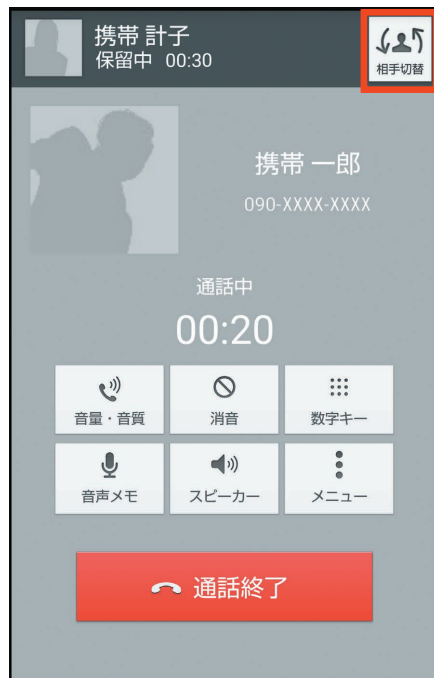 携帯 計子
保留中 00:30
相手切替
携帯 一郎
090-XXXX-XXXX
通話中
00:20
音量・音質
消音
数字キー
音声メモ
スピーカー
メニュー
通話終了